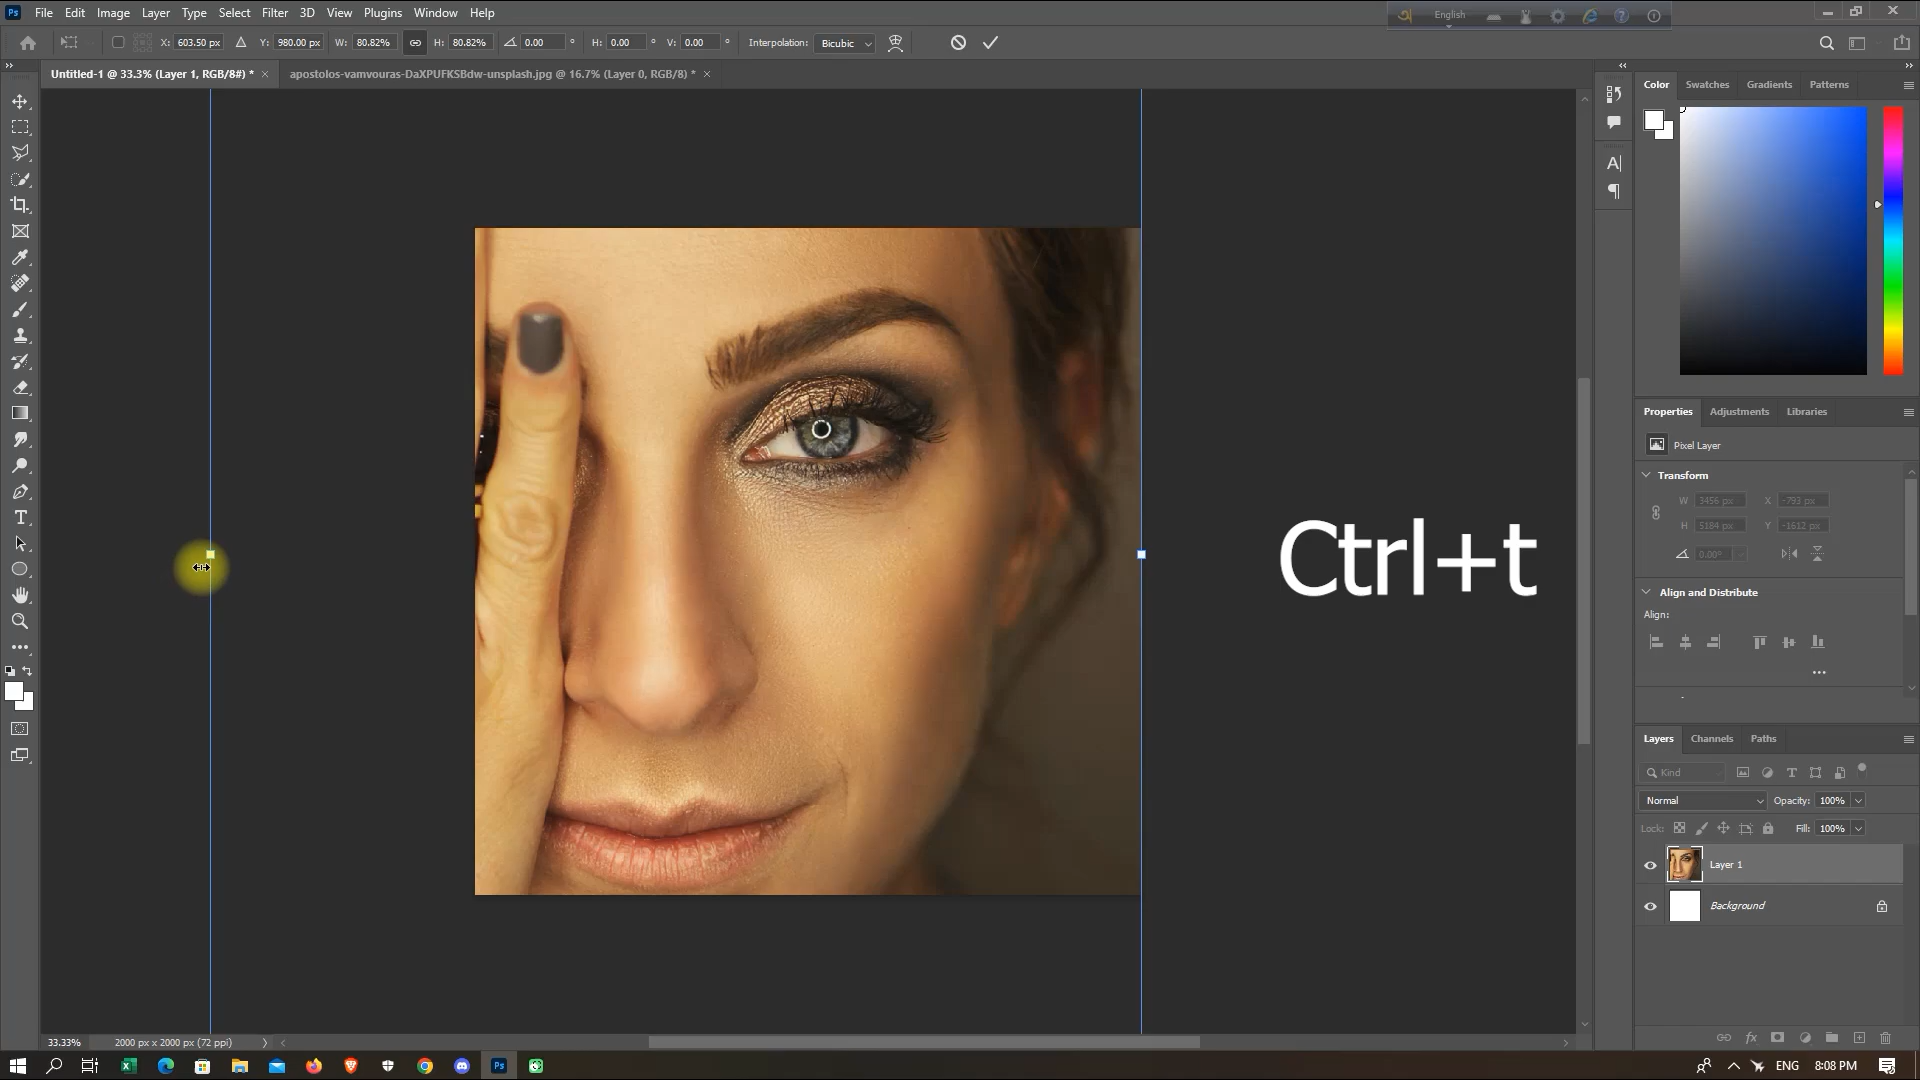 Ps File Edit Image Layer Type Select Filter 3D View Plugins Window Help
English
X: 603.50 px Δ Y: 980.00 px W: 80.82% H: 80.82% 0.00 ° H: 0.00 ° V: 0.00 ° Interpolation: Bicubic
Untitled-1 @ 33.3% (Layer 1, RGB/8#) * × apostolos-vamvouras-DaXPUFKSBdw-unsplash.jpg @ 16.7% (Layer 0, RGB/8) * ×
Color Swatches Gradients Patterns
Ctrl+t
Properties Adjustments Libraries
Pixel Layer
Transform
W 3456 px X -793 px
H 5184 px Y -1612 px
0.00°
Align and Distribute
Align:
Layers Channels Paths
Kind
Normal Opacity: 100%
Lock: Fill: 100%
Layer 1
Background
33.33% 2000 px x 2000 px (72 ppi)
ENG 8:08 PM